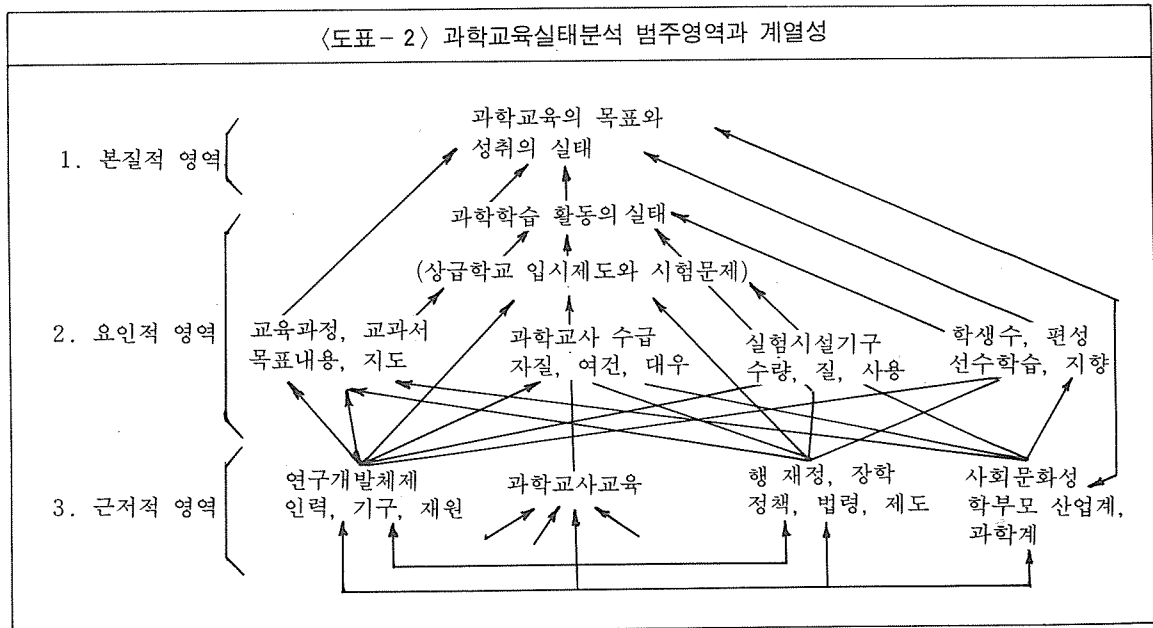 〈도표-2〉 과학교육실태분석 범주영역과 계열성
1. 본질적 영역
과학교육의 목표와
성취의 실태
과학학습 활동의 실태
(상급학교 입시제도와 시험문제)
2. 요인적 영역
교육과정, 교과서
목표내용, 지도
과학교사 수급
자질, 여건, 대우
실험시설기구
수량, 질, 사용
학생수, 편성
선수학습, 지향
3. 근저적 영역
연구개발체제
인력, 기구, 재원
과학교사교육
행 재정, 장학
정책, 법령, 제도
사회문화성
학부모 산업계,
과학계